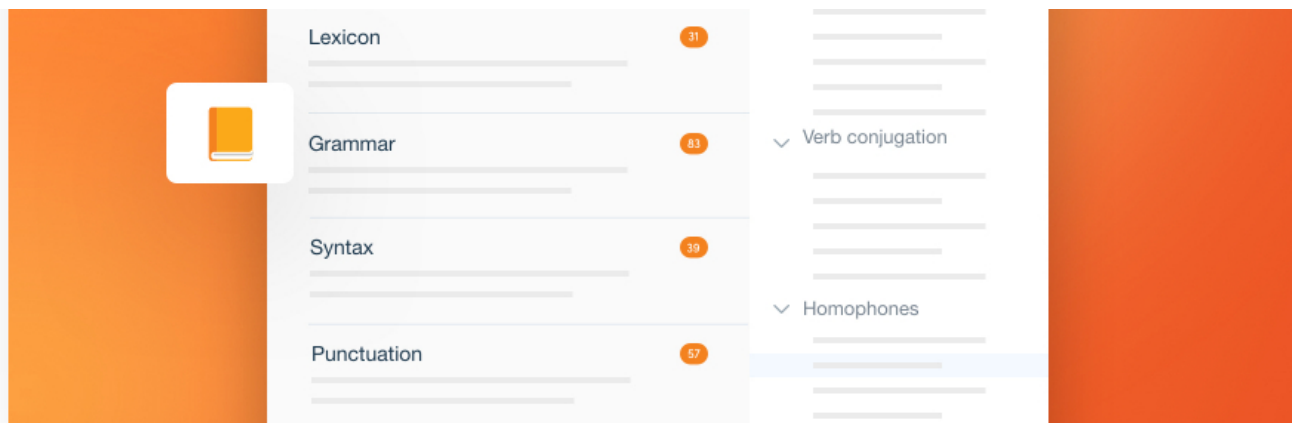 Lexicon 31
Grammar 83
Syntax 39
Punctuation 57
Verb conjugation
Homophones